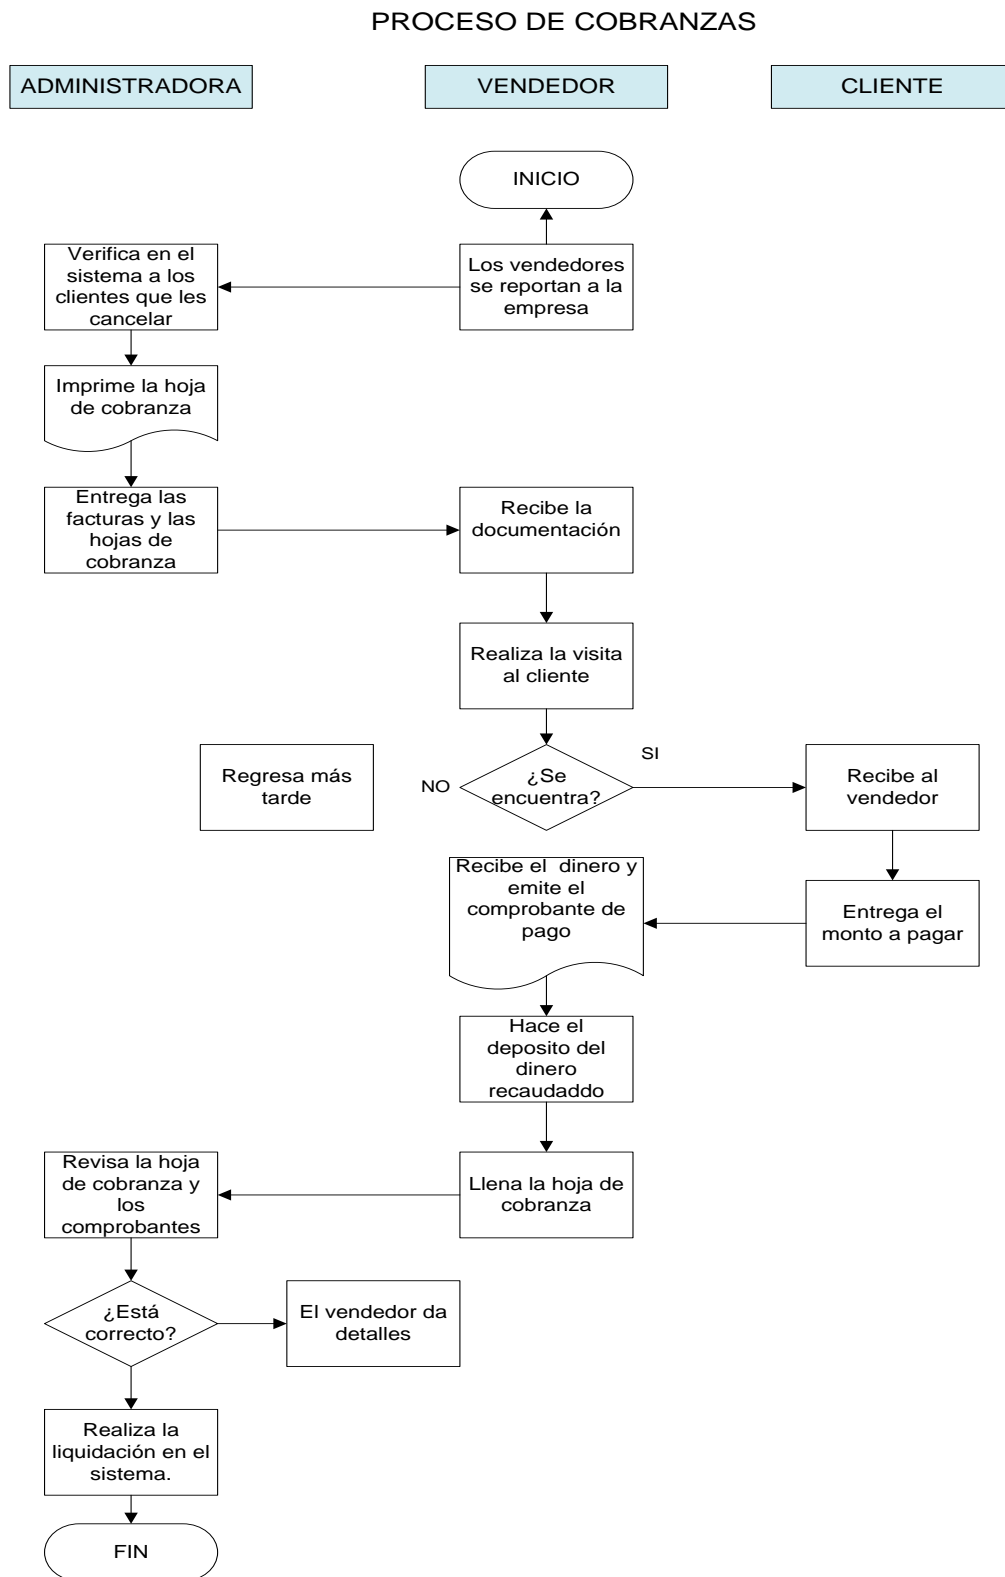 PROCESO DE COBRANZAS
ADMINISTRADORA
VENDEDOR
CLIENTE
INICIO
Verifica en el
sistema a los
clientes que les
cancelar
Los vendedores
se reportan a la
empresa
Imprime la hoja
de cobranza
Entrega las
facturas y las
hojas de
cobranza
Recibe la
documentación
Realiza la visita
al cliente
Regresa más
tarde
NO
¿Se
encuentra?
SI
Recibe al
vendedor
Recibe el  dinero y
emite el
comprobante de
pago
Entrega el
monto a pagar
Hace el
deposito del
dinero
recaudaddo
Revisa la hoja
de cobranza y
los
comprobantes
Llena la hoja de
cobranza
¿Está
correcto?
El vendedor da
detalles
Realiza la
liquidación en el
sistema.
FIN